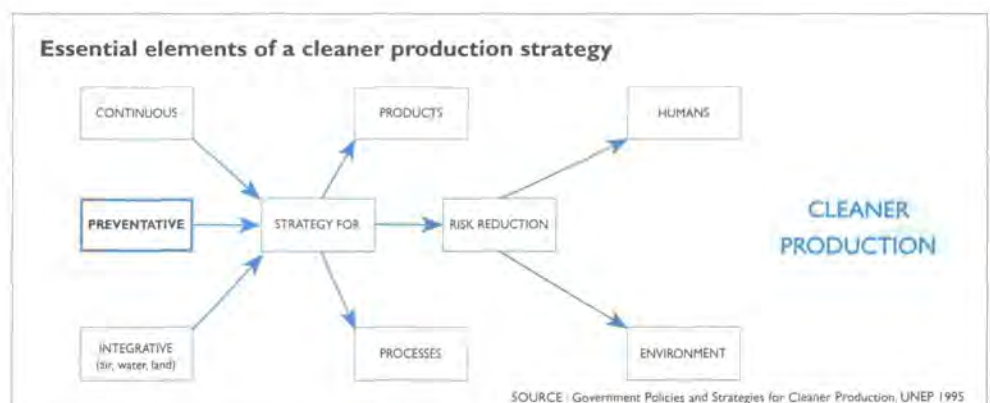 Essential elements of a cleaner production strategy
CONTINUOUS
PRODUCTS
HUMANS
PREVENTATIVE
STRATEGY FOR
RISK REDUCTION
CLEANER
PRODUCTION
INTEGRATIVE
(air, water, land)
PROCESSES
ENVIRONMENT
SOURCE : Government Policies and Strategies for Cleaner Production, UNEP 1995